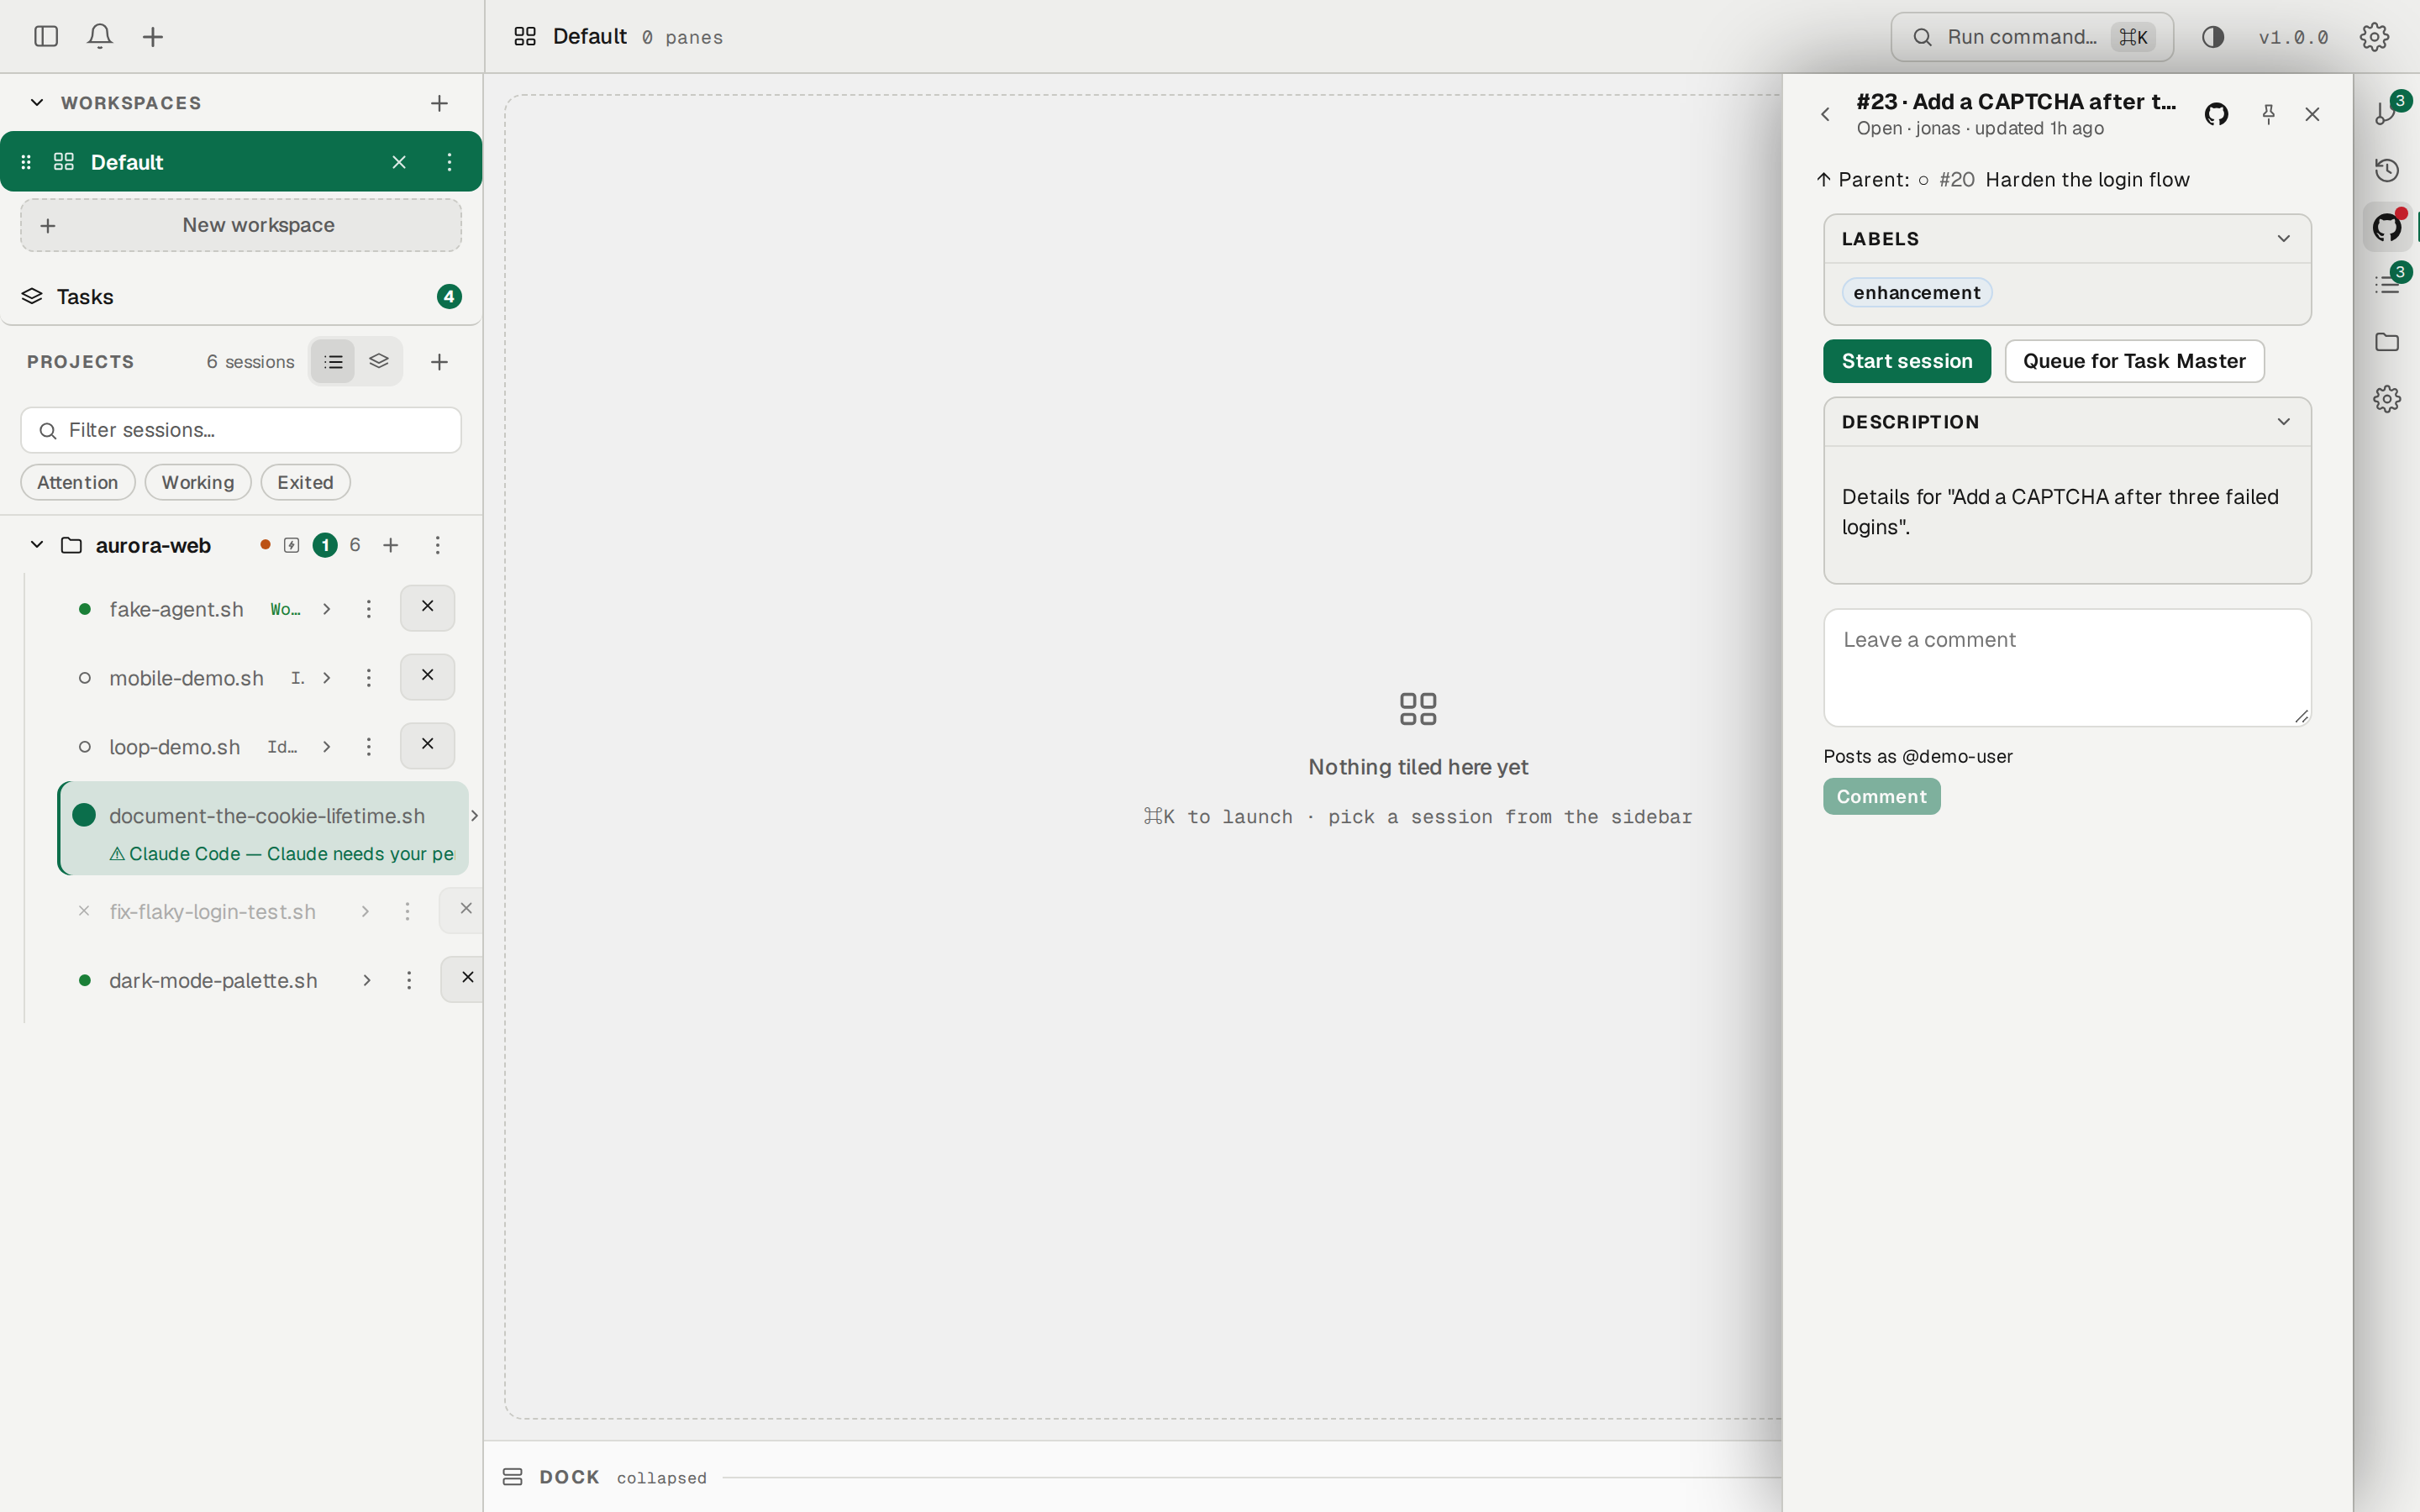 Default 0 panes
Run command... ⌘K
v1.0.0
WORKSPACES
Default
New workspace
Tasks 4
PROJECTS 6 sessions
Filter sessions...
Attention Working Exited
aurora-web 1 6
fake-agent.sh Wo...
mobile-demo.sh I.
loop-demo.sh Id...
document-the-cookie-lifetime.sh
⚠ Claude Code — Claude needs your pe
fix-flaky-login-test.sh
dark-mode-palette.sh
Nothing tiled here yet
⌘K to launch · pick a session from the sidebar
DOCK collapsed
#23 · Add a CAPTCHA after t...
Open · jonas · updated 1h ago
↑ Parent: ○ #20 Harden the login flow
LABELS
enhancement
Start session Queue for Task Master
DESCRIPTION
Details for "Add a CAPTCHA after three failed
logins".
Leave a comment
Posts as @demo-user
Comment
3
3